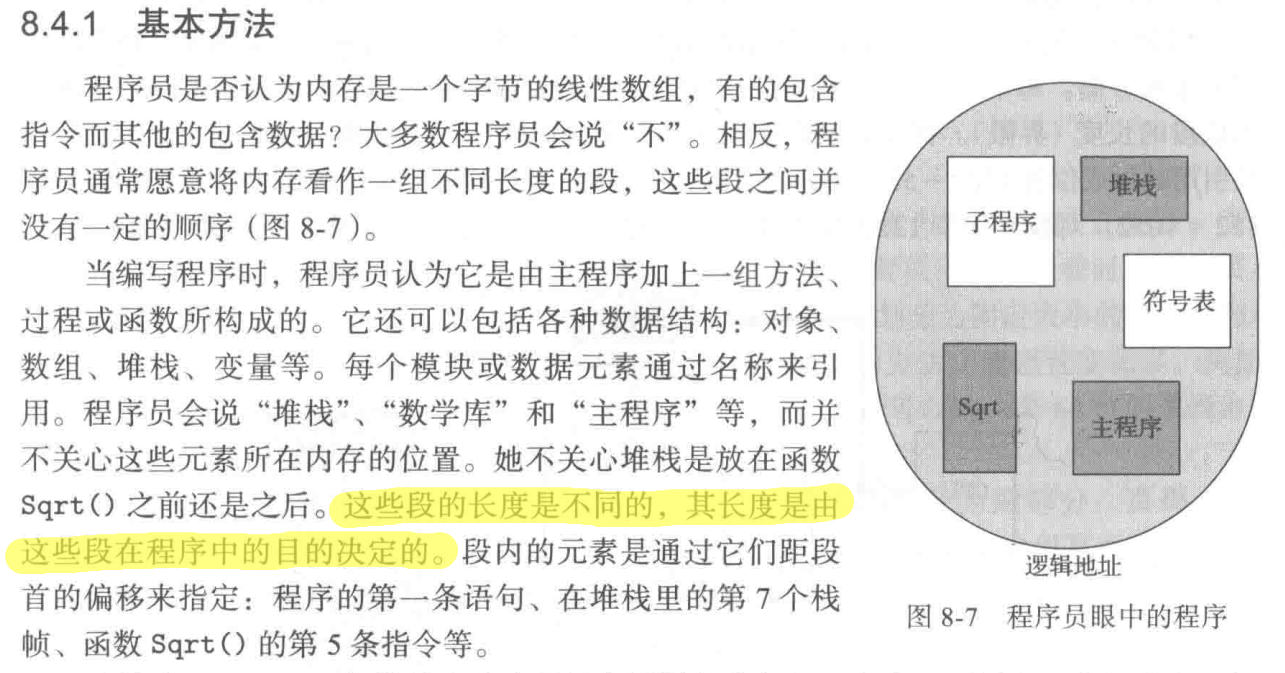 8.4.1 基本方法
程序员是否认为内存是一个字节的线性数组，有的包含
指令而其他的包含数据？大多数程序员会说“不”。相反，程
序员通常愿意将内存看作一组不同长度的段，这些段之间并
没有一定的顺序（图 8-7）。
当编写程序时，程序员认为它是由主程序加上一组方法、
过程或函数所构成的。它还可以包括各种数据结构：对象、
数组、堆栈、变量等。每个模块或数据元素通过名称来引
用。程序员会说“堆栈”、“数学库”和“主程序”等，而并
不关心这些元素所在内存的位置。她不关心堆栈是放在函数
Sqrt() 之前还是之后。这些段的长度是不同的，其长度是由
这些段在程序中的目的决定的。段内的元素是通过它们距段
首的偏移来指定：程序的第一条语句、在堆栈里的第 7 个栈
帧、函数 Sqrt() 的第 5 条指令等。
子程序
堆栈
符号表
Sqrt
主程序
逻辑地址
图 8-7 程序员眼中的程序